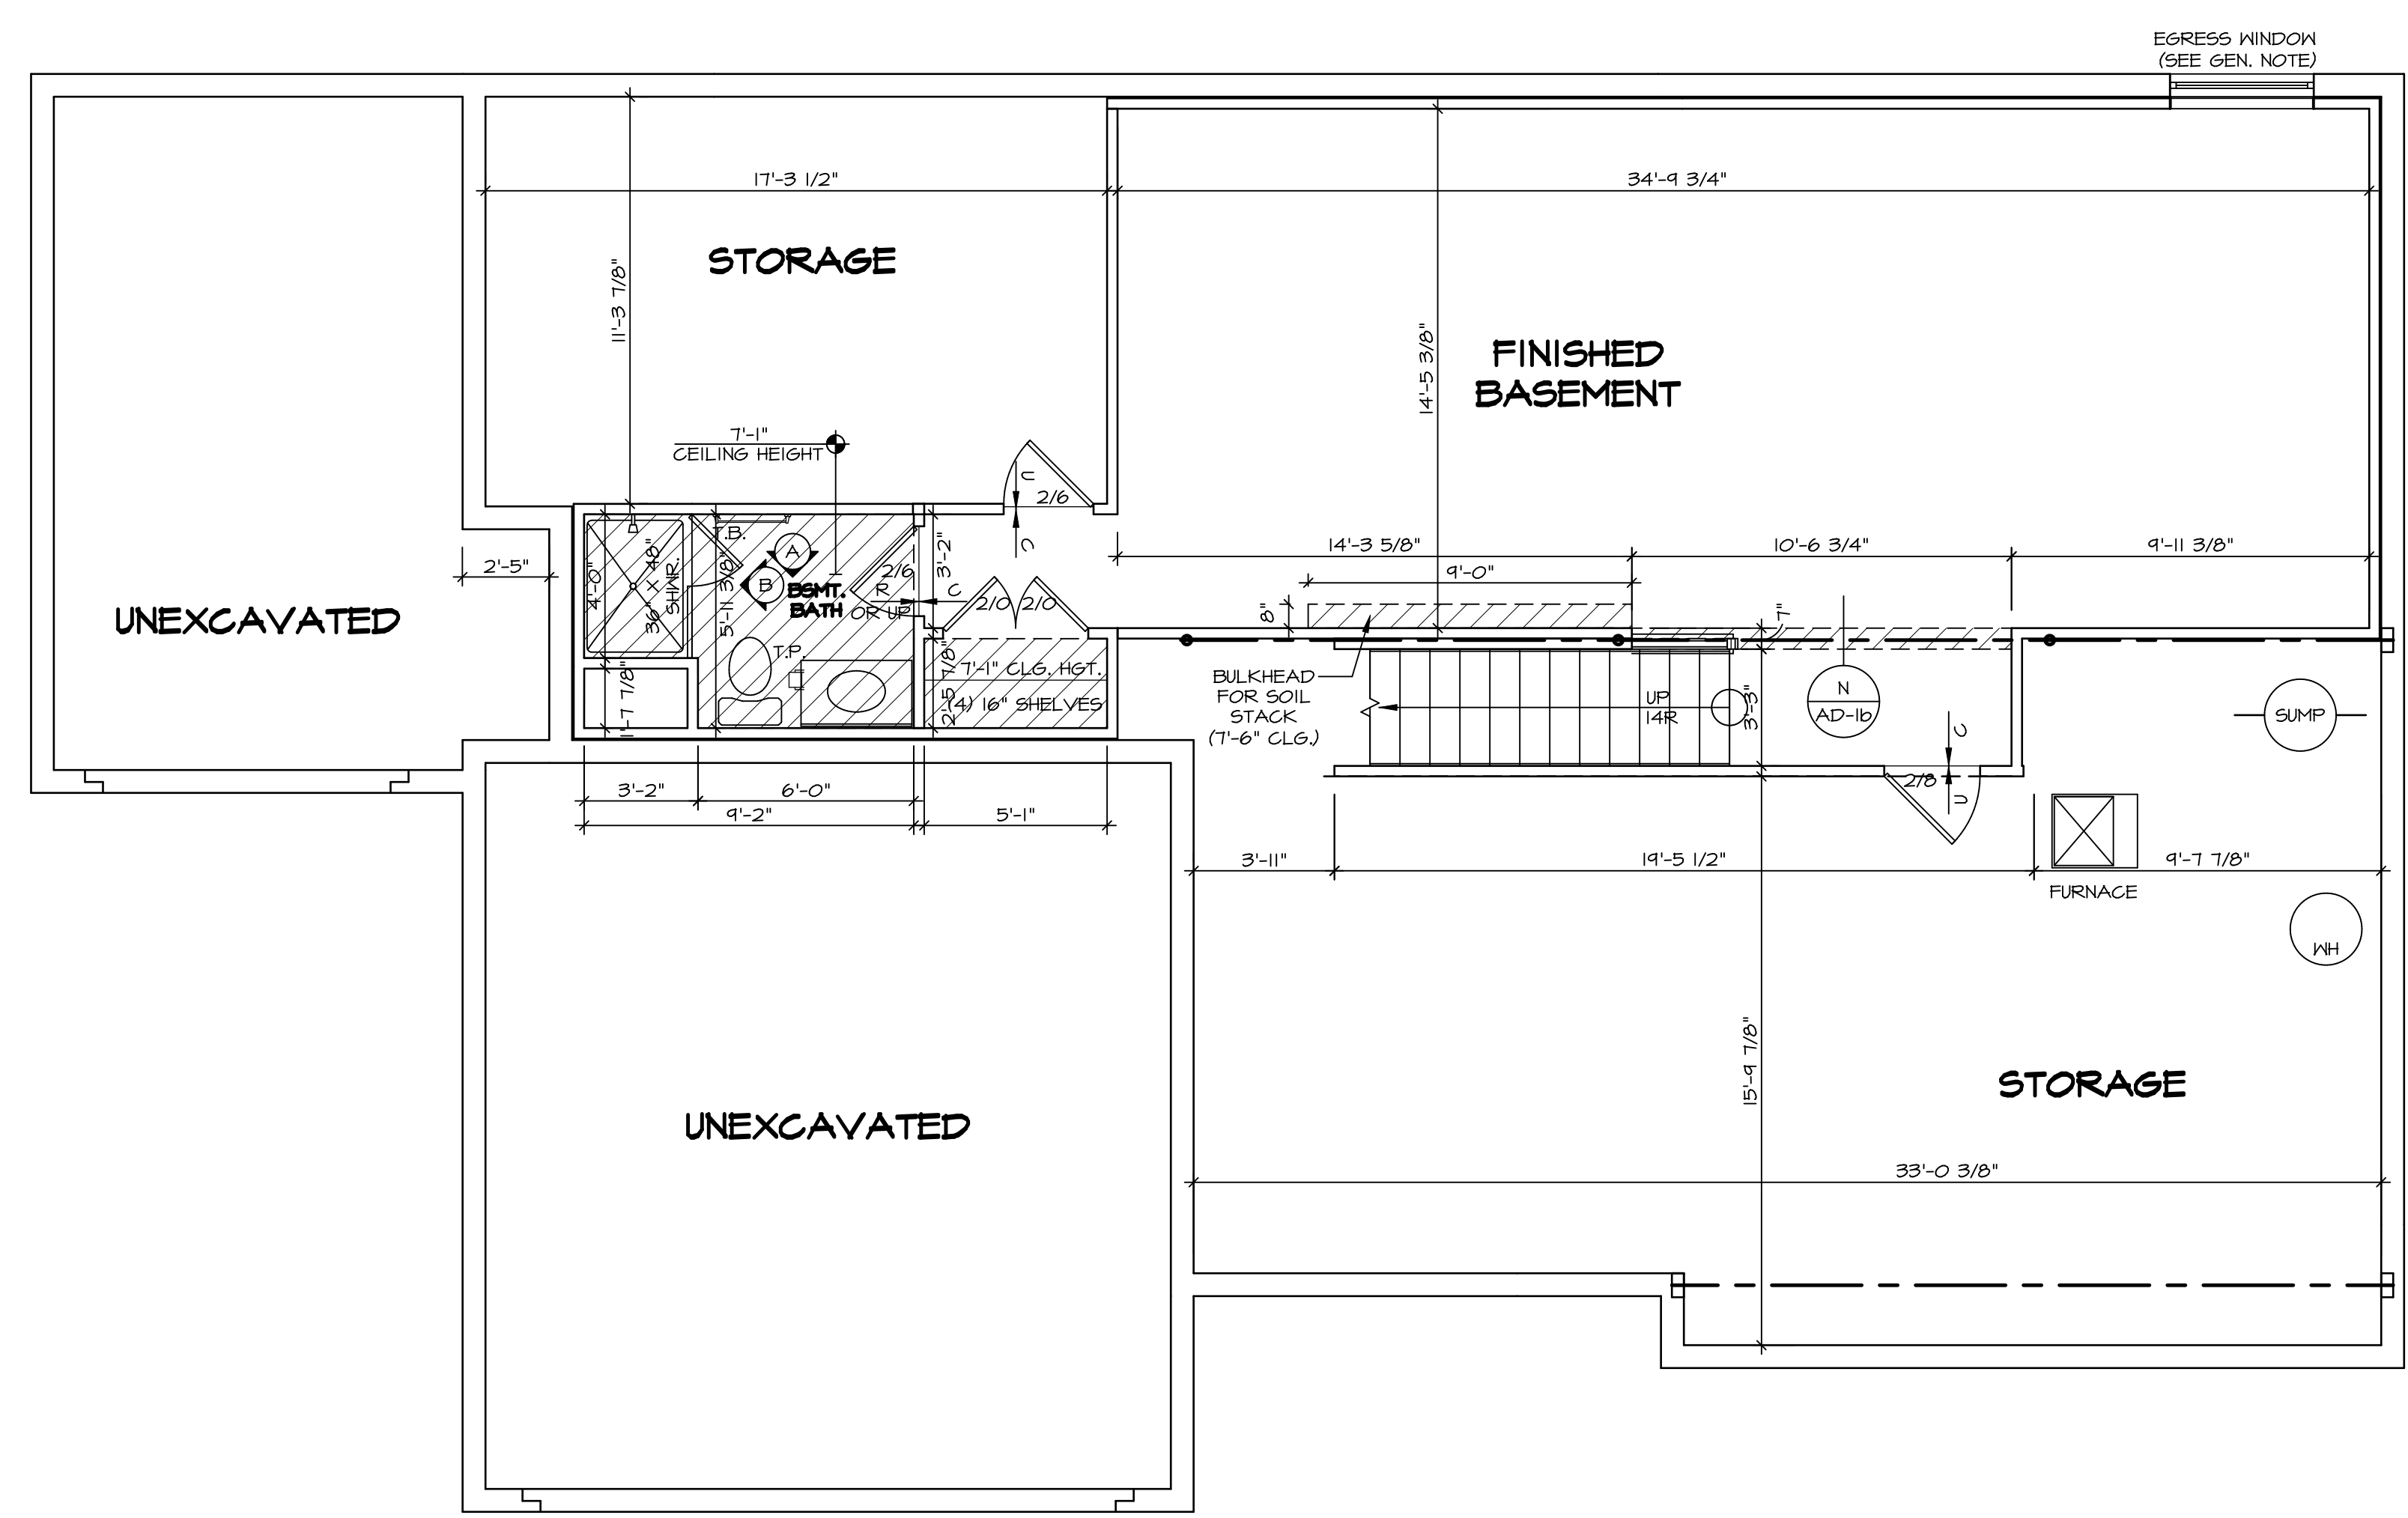 EGRESS WINDOW
(SEE GEN. NOTE)
17'-3 1/2"
34'-9 3/4"
STORAGE
11'-3 7/8"
14'-5 3/8"
FINISHED
BASEMENT
7'-1"
CEILING HEIGHT
U
2/6
C
T.B.
A
B
BSMT.
BATH
2/6
R
C
OR UP
3'-2"
4'-0"
36" X 48"
SHWR.
5'-11 3/8"
2/0
2/0
2'-5"
UNEXCAVATED
14'-3 5/8"
10'-6 3/4"
9'-11 3/8"
9'-0"
8"
7"
T.P.
7'-1" CLG. HGT.
(4) 16" SHELVES
2'-5 7/8"
1'-7 7/8"
BULKHEAD
FOR SOIL
STACK
(7'-6" CLG.)
UP
14R
3'-3"
N
AD-1b
SUMP
C
2/8
U
3'-2"
6'-0"
9'-2"
5'-1"
3'-11"
19'-5 1/2"
9'-7 7/8"
FURNACE
WH
15'-9 7/8"
STORAGE
UNEXCAVATED
33'-0 3/8"